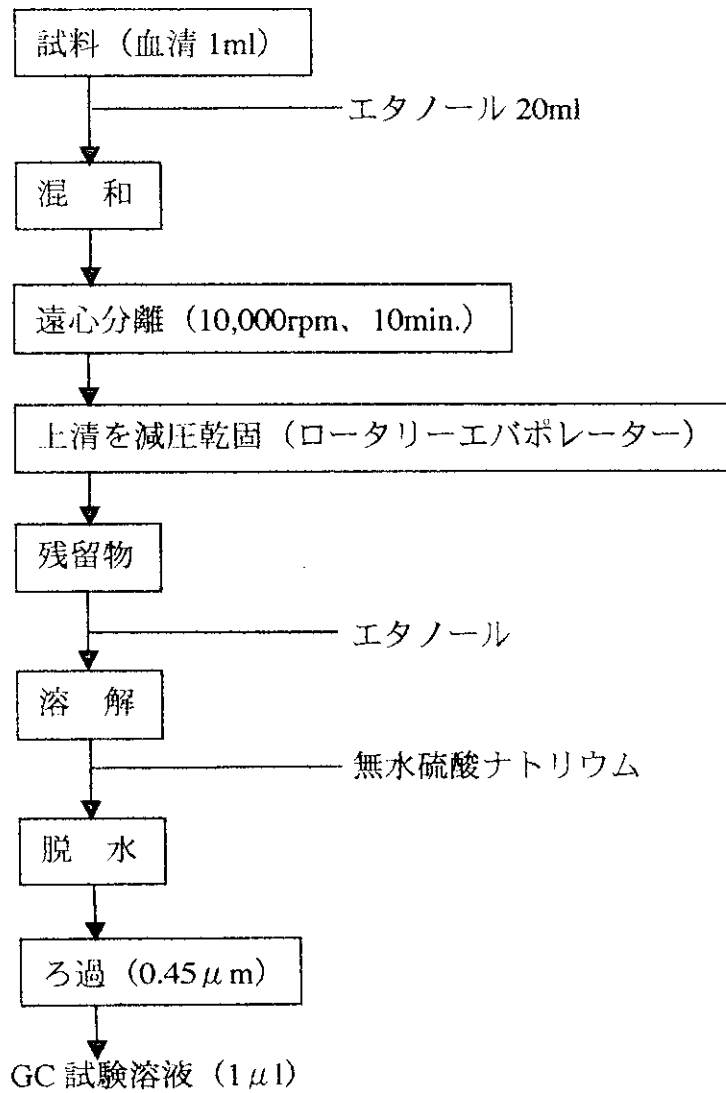 試料（血清 1ml）
エタノール 20ml
混　和
遠心分離（10,000rpm、10min.）
上清を減圧乾固（ロータリーエバポレーター）
残留物
エタノール
溶　解
無水硫酸ナトリウム
脱　水
ろ過（0.45μm）
GC 試験溶液（1μl）